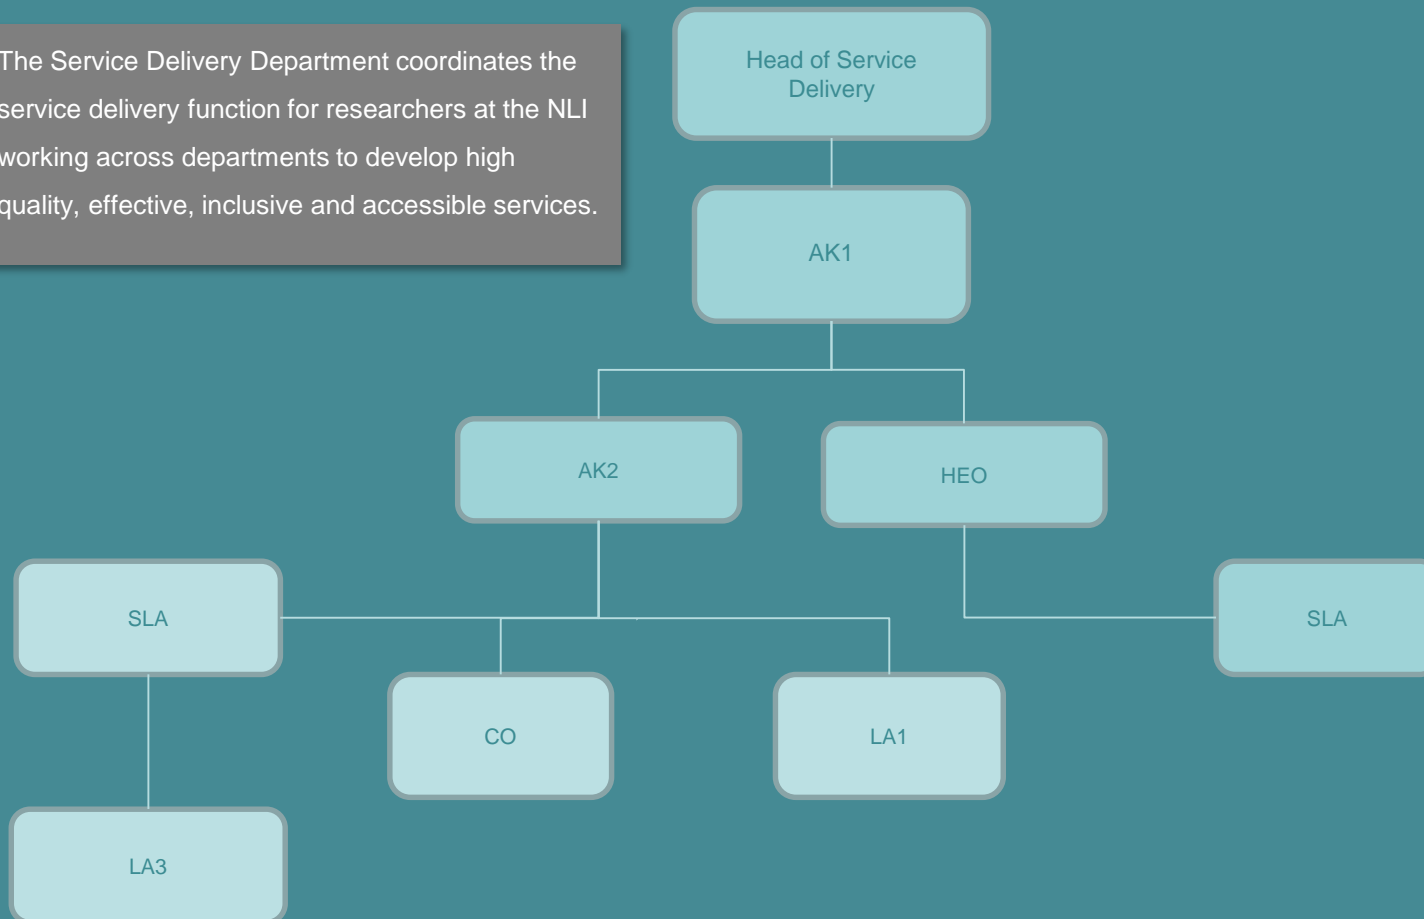 The Service Delivery Department coordinates the
service delivery function for researchers at the NLI
working across departments to develop high
quality, effective, inclusive and accessible services.
Head of Service
Delivery
AK1
AK2
HEO
SLA
SLA
CO
LA1
LA3